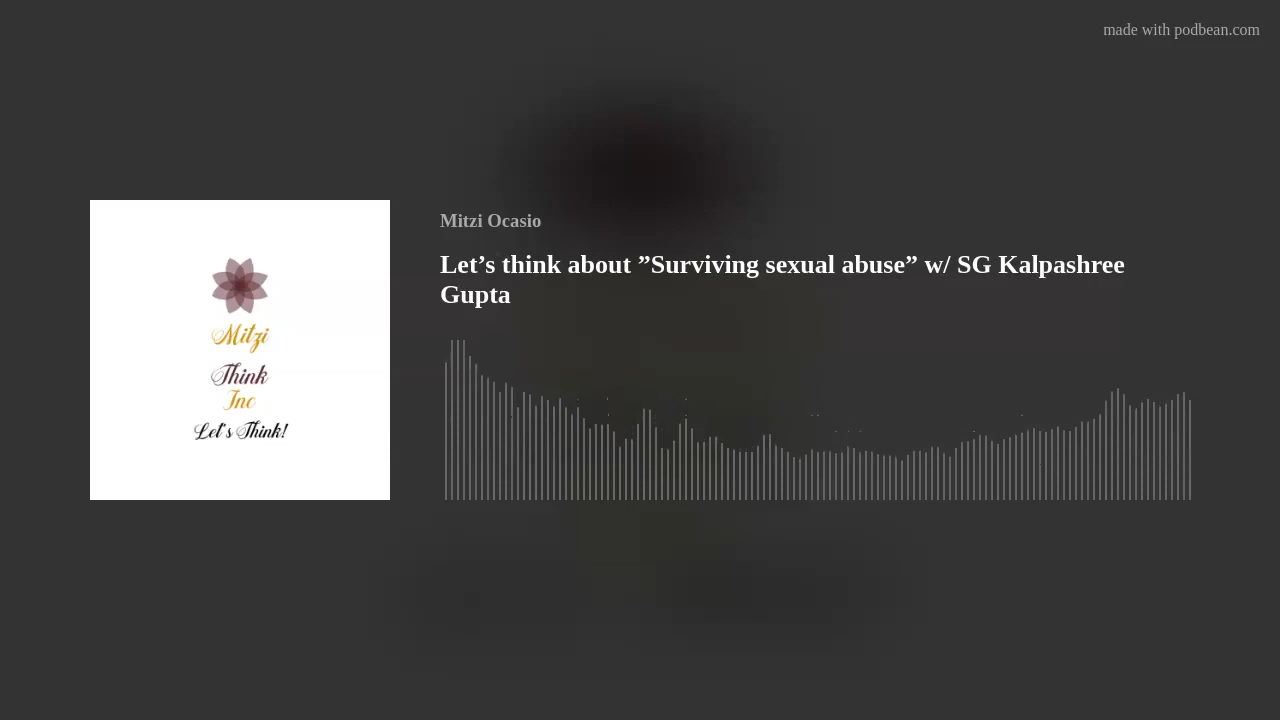 made with podbean.com
Mitzi Ocasio
Let’s think about ”Surviving sexual abuse” w/ SG Kalpashree
Gupta
Mitzi
Think
Inc
Let's Think!